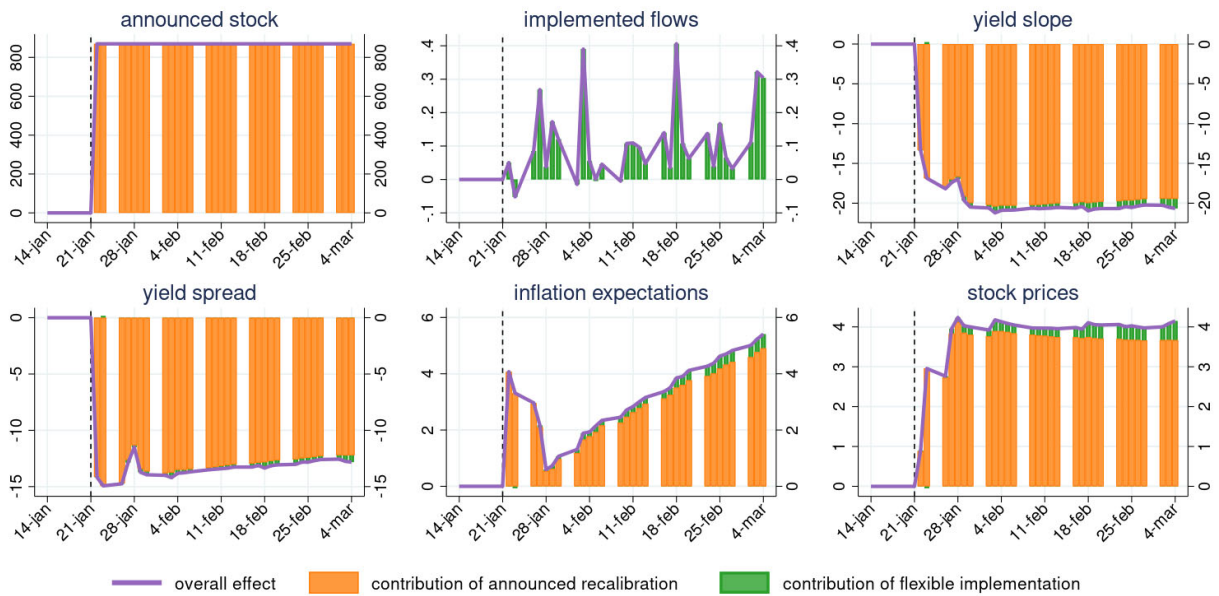 announced stock
implemented flows
yield slope
800 600 400 200 0
800 600 400 200 0
.4 .3 .2 .1 0 -.1
.4 .3 .2 .1 0 -.1
0 -5 -10 -15 -20
0 -5 -10 -15 -20
14-jan 21-jan 28-jan 4-feb 11-feb 18-feb 25-feb 4-mar
14-jan 21-jan 28-jan 4-feb 11-feb 18-feb 25-feb 4-mar
14-jan 21-jan 28-jan 4-feb 11-feb 18-feb 25-feb 4-mar
yield spread
inflation expectations
stock prices
0 -5 -10 -15
0 -5 -10 -15
6 4 2 0
6 4 2 0
4 3 2 1 0
4 3 2 1 0
14-jan 21-jan 28-jan 4-feb 11-feb 18-feb 25-feb 4-mar
14-jan 21-jan 28-jan 4-feb 11-feb 18-feb 25-feb 4-mar
14-jan 21-jan 28-jan 4-feb 11-feb 18-feb 25-feb 4-mar
overall effect
contribution of announced recalibration
contribution of flexible implementation